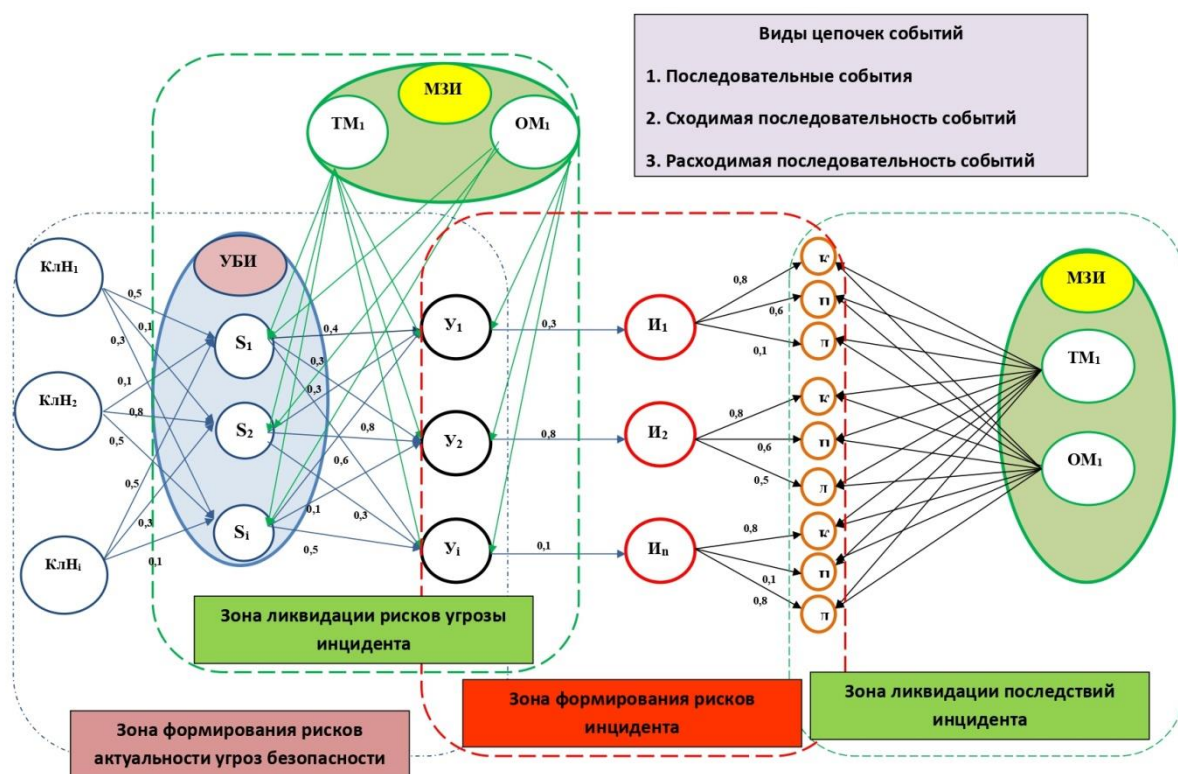 Виды цепочек событий
1. Последовательные события
2. Сходимая последовательность событий
3. Расходимая последовательность событий
МЗИ
ТМ1
ОМ1
КлН1
КлН2
КлНi
УБИ
S1
S2
Si
0,5
0,1
0,3
0,1
0,8
0,5
0,5
0,3
0,1
0,4
0,3
0,3
0,8
0,6
0,1
0,3
0,5
У1
У2
Уi
0,3
0,8
0,1
И1
И2
Иn
0,8
0,6
0,1
0,8
0,6
0,5
0,8
0,1
0,8
к
к
к
МЗИ
ТМ1
ОМ1
Зона ликвидации рисков угрозы
инцидента
Зона формирования рисков
актуальности угроз безопасности
Зона формирования рисков
инцидента
Зона ликвидации последствий
инцидента